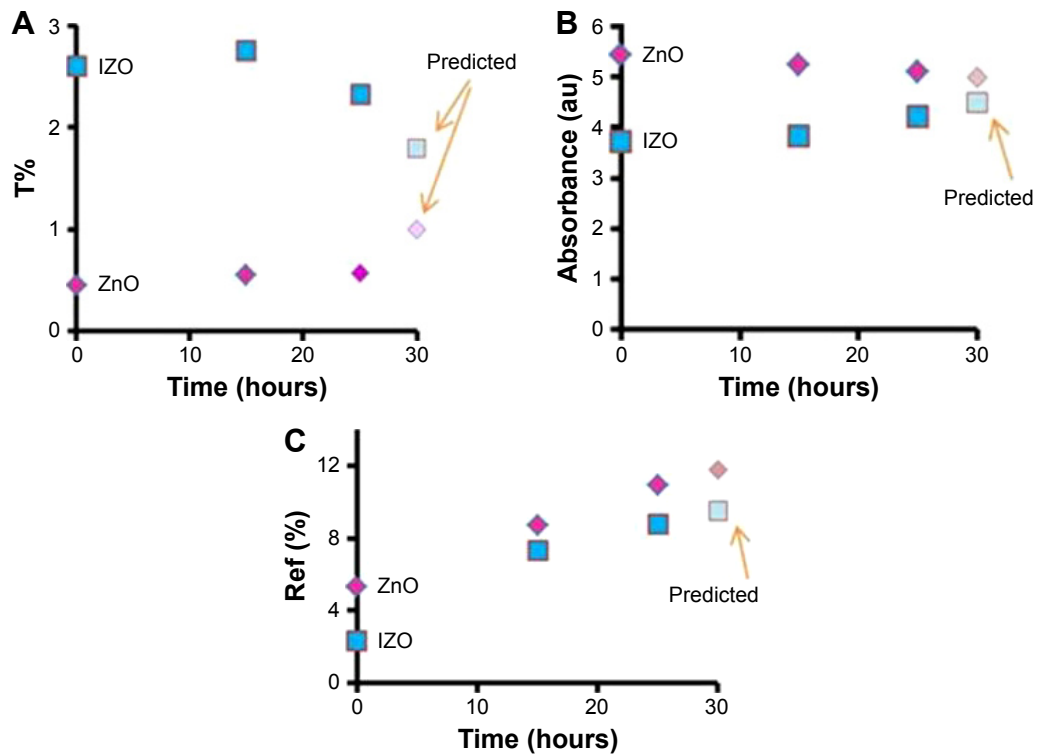 A
3
2
1
0
T%
IZO
ZnO
Predicted
0 10 20 30
Time (hours)
B
6
5
4
3
2
1
0
Absorbance (au)
ZnO
IZO
Predicted
0 10 20 30
Time (hours)
C
12
8
4
0
Ref (%)
ZnO
IZO
Predicted
0 10 20 30
Time (hours)